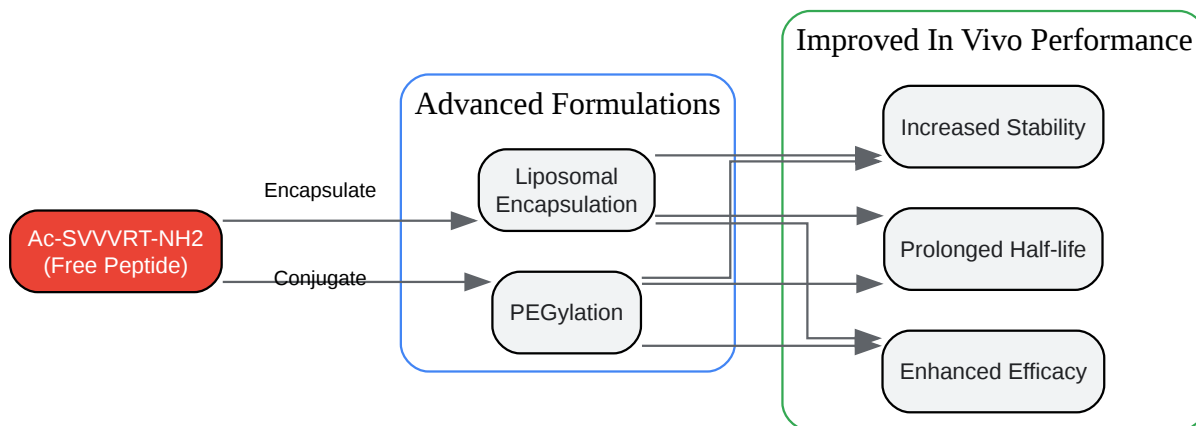 Improved In Vivo Performance
Advanced Formulations
Increased Stability
Encapsulate
Liposomal
Encapsulation
Ac-SVVVRT-NH2
(Free Peptide)
Prolonged Half-life
Conjugate
PEGylation
Enhanced Efficacy